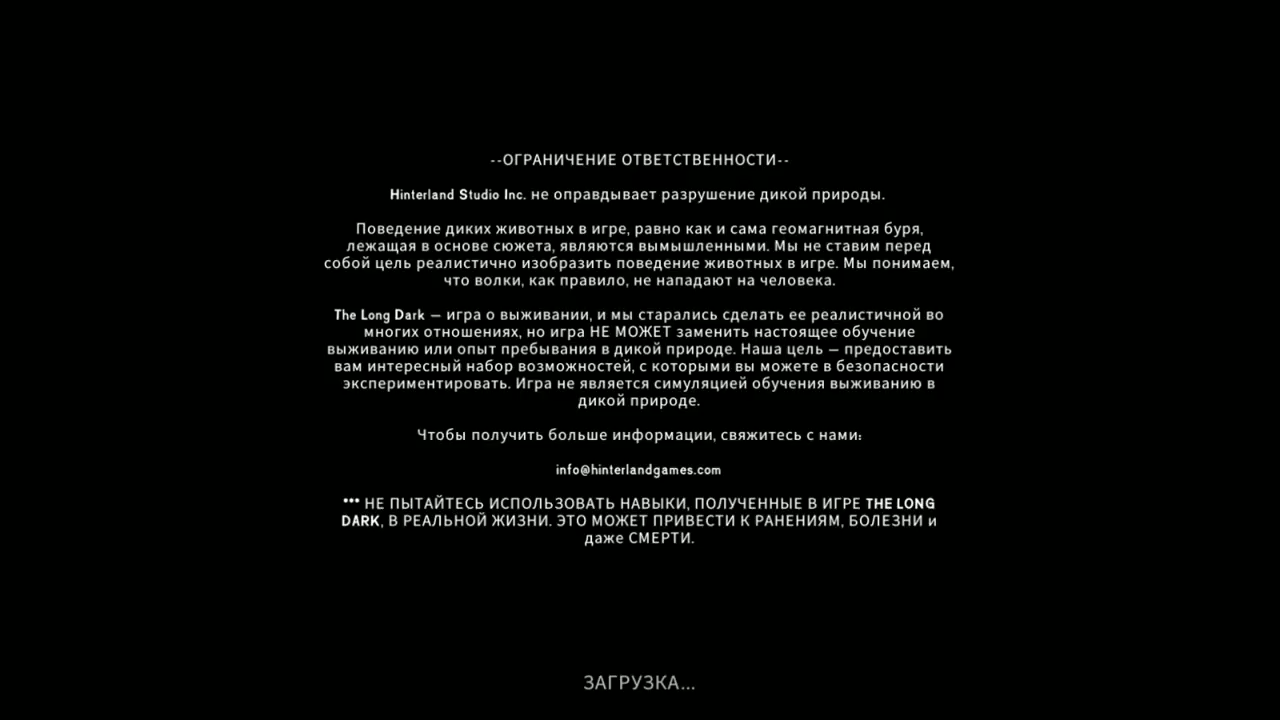 --ОГРАНИЧЕНИЕ ОТВЕТСТВЕННОСТИ--
Hinterland Studio Inc. не оправдывает разрушение дикой природы.
Поведение диких животных в игре, равно как и сама геомагнитная буря,
лежащая в основе сюжета, являются вымышленными. Мы не ставим перед
собой цель реалистично изобразить поведение животных в игре. Мы понимаем,
что волки, как правило, не нападают на человека.
The Long Dark — игра о выживании, и мы старались сделать ее реалистичной во
многих отношениях, но игра НЕ МОЖЕТ заменить настоящее обучение
выживанию или опыт пребывания в дикой природе. Наша цель — предоставить
вам интересный набор возможностей, с которыми вы можете в безопасности
экспериментировать. Игра не является симуляцией обучения выживанию в
дикой природе.
Чтобы получить больше информации, свяжитесь с нами:
info@hinterlandgames.com
*** НЕ ПЫТАЙТЕСЬ ИСПОЛЬЗОВАТЬ НАВЫКИ, ПОЛУЧЕННЫЕ В ИГРЕ THE LONG
DARK, В РЕАЛЬНОЙ ЖИЗНИ. ЭТО МОЖЕТ ПРИВЕСТИ К РАНЕНИЯМ, БОЛЕЗНИ и
даже СМЕРТИ.
ЗАГРУЗКА...